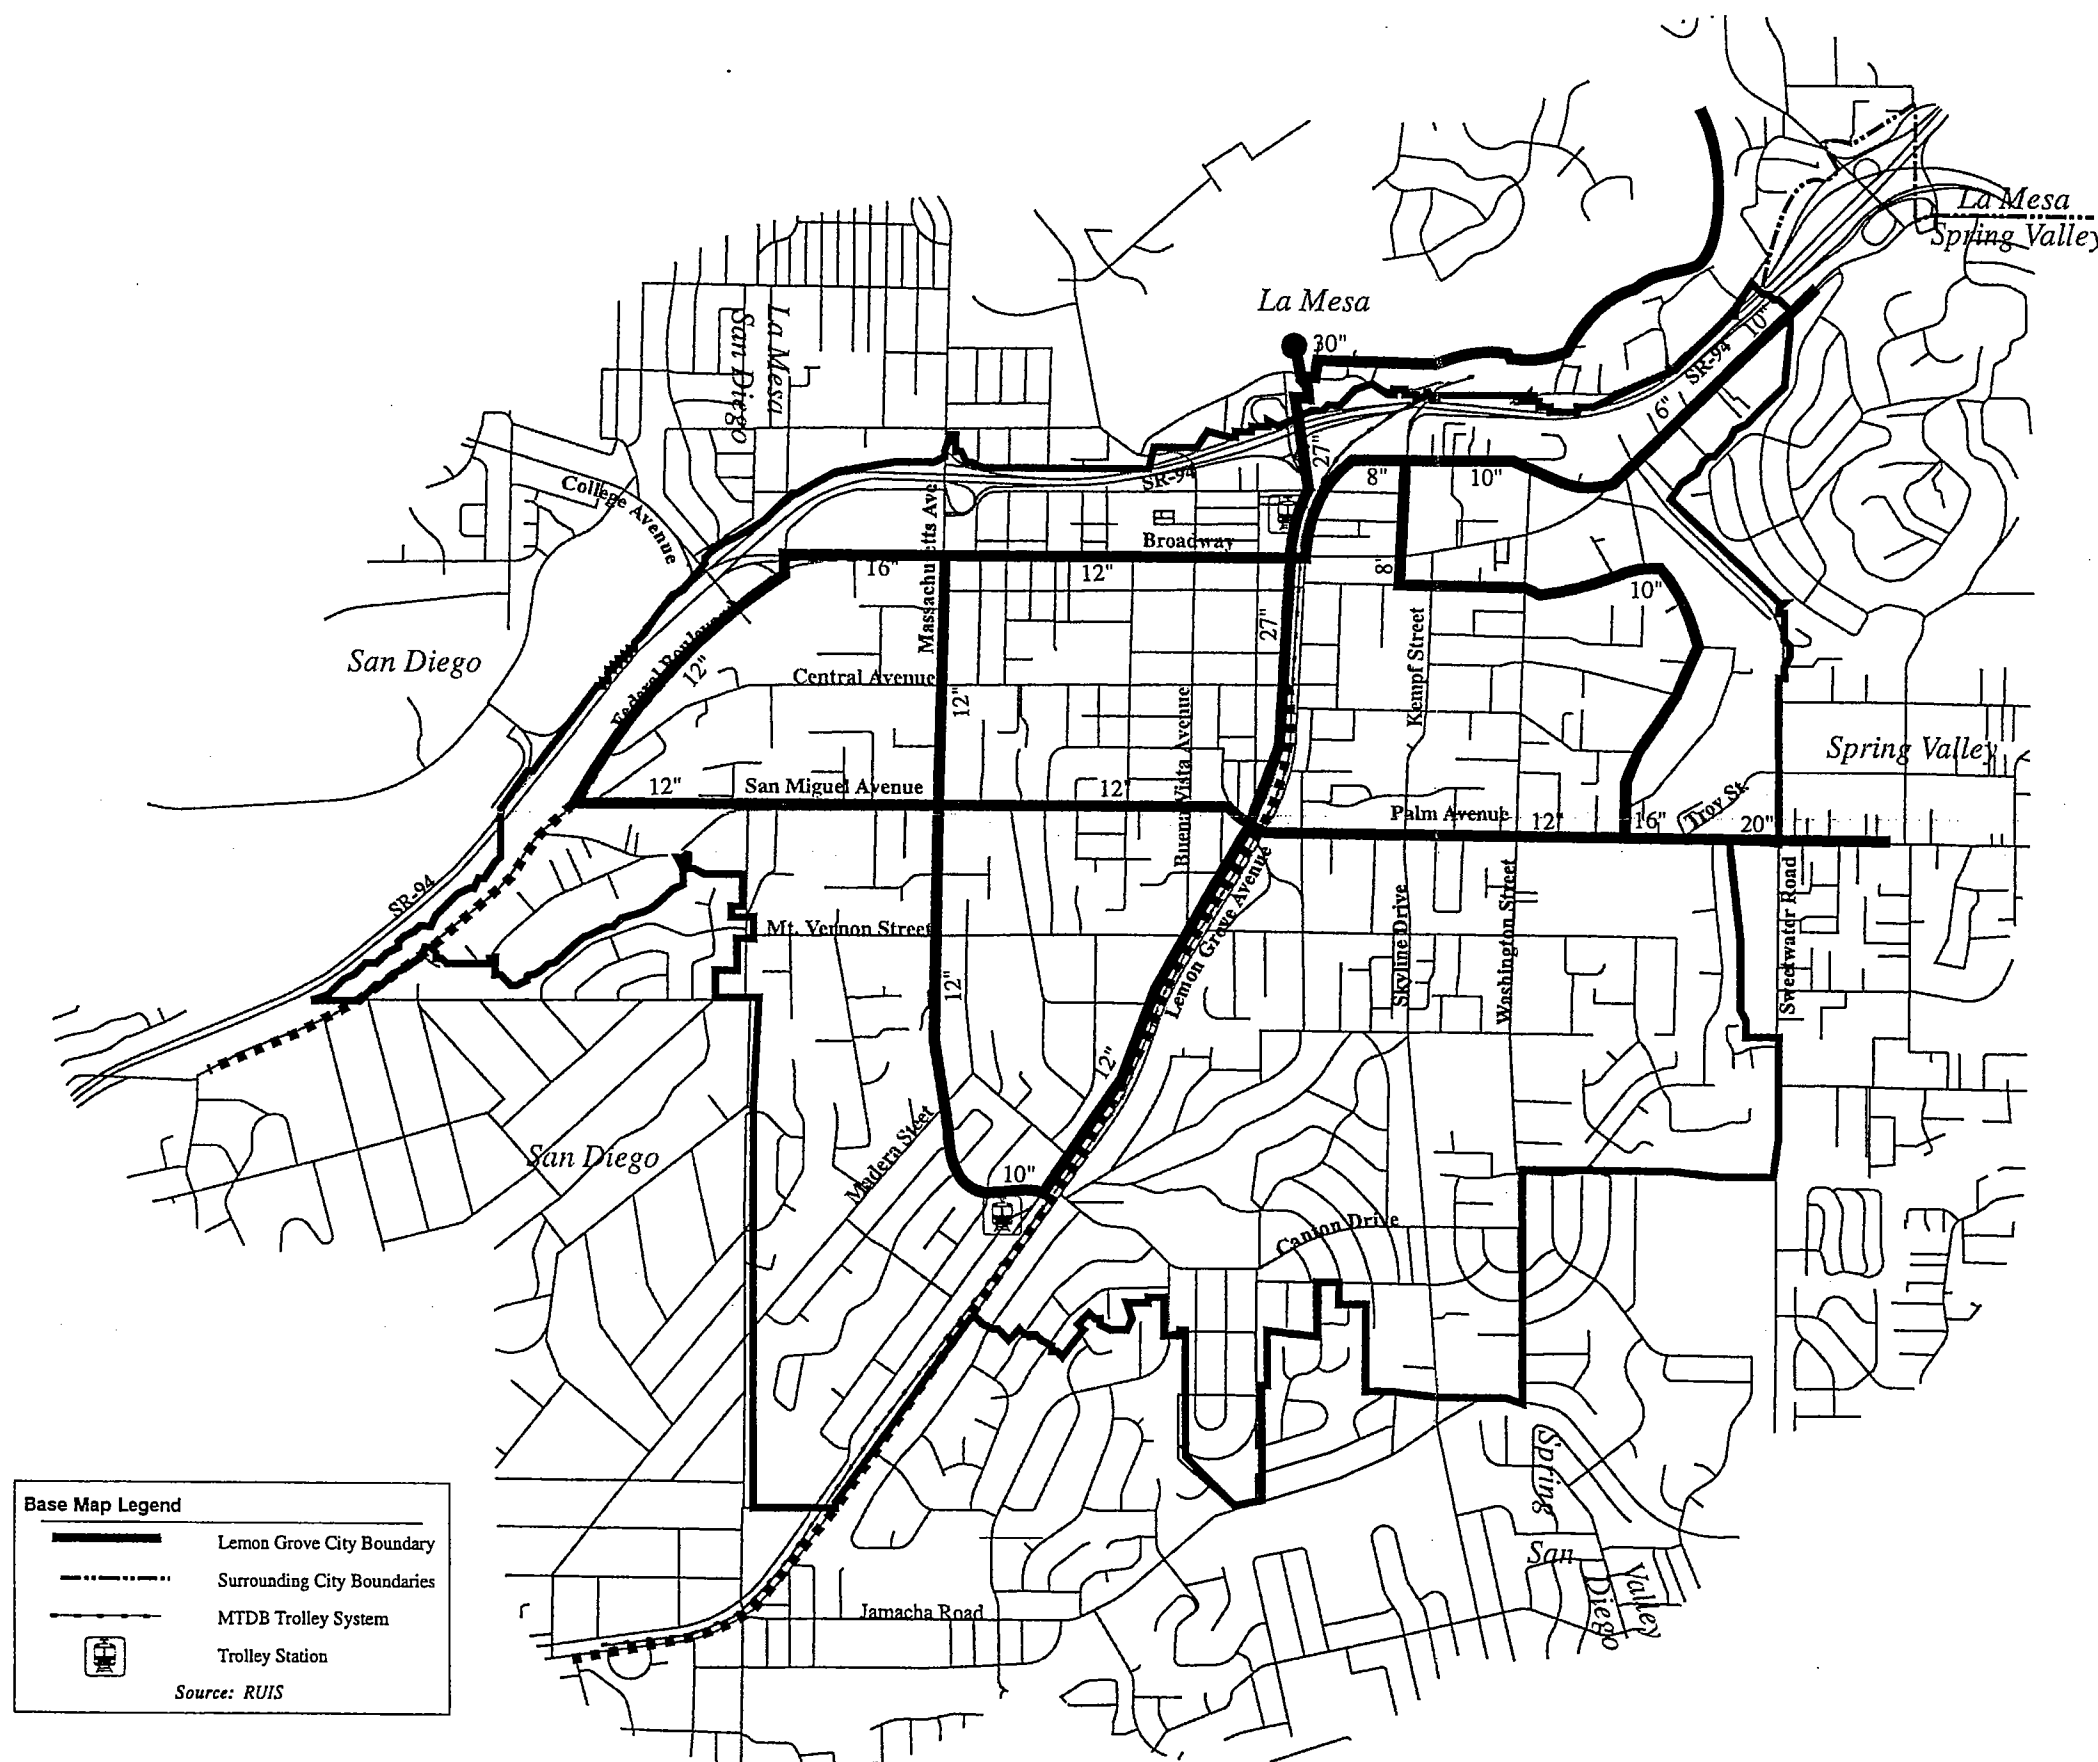 La Mesa
Spring Valley
La Mesa
30"
La Mesa
San Diego
10"
SR-94
6"
27"
College Avenue
SR-94
8"
10"
Massachusetts Ave
Broadway
16"
12"
8"
10"
27"
Kempf Street
San Diego
Federal Boulevard
12"
Central Avenue
12"
Buena Vista Avenue
Spring Valley
12"
San Miguel Avenue
12"
Palm Avenue
12"
16"
Troy St.
20"
SR-94
Lemon Grove Avenue
Mt. Vernon Street
Skyline Drive
Washington Street
Sweetwater Road
12"
12"
Madera Steet
San Diego
10"
Canton Drive
Spring
Valley
San
Diego
Jamacha Road
Base Map Legend
Lemon Grove City Boundary
Surrounding City Boundaries
MTDB Trolley System
Trolley Station
Source: RUIS